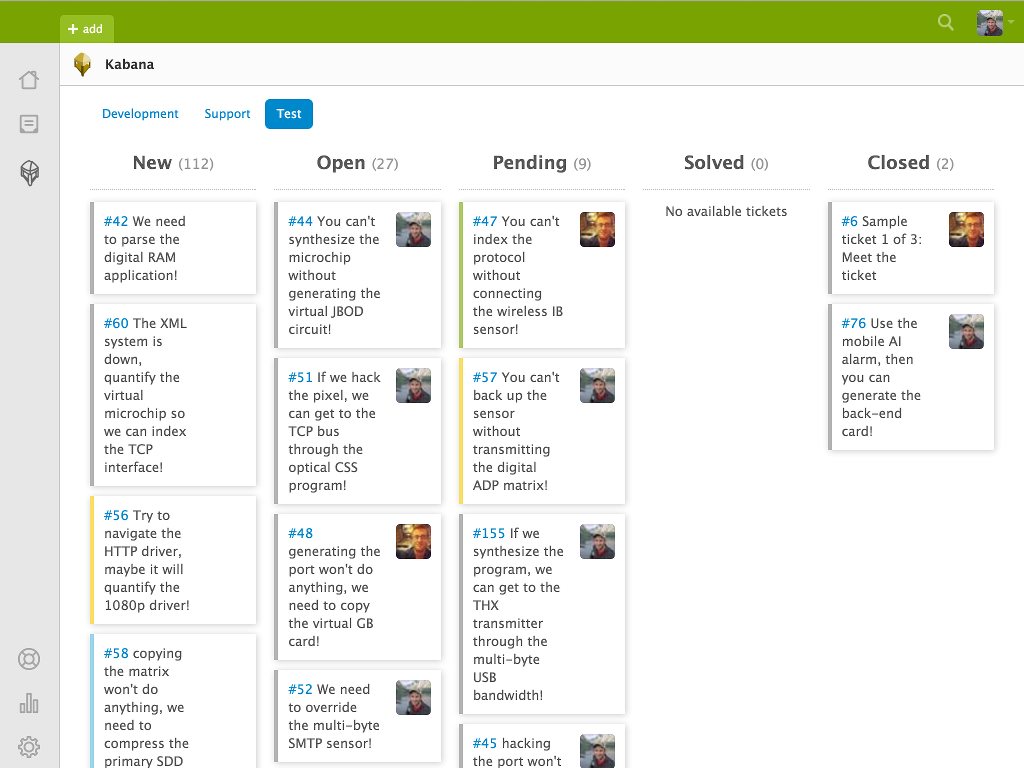 + add
Kabana
Development Support Test
New (112)
#42 We need
to parse the
digital RAM
application!
#60 The XML
system is
down,
quantify the
virtual
microchip so
we can index
the TCP
interface!
#56 Try to
navigate the
HTTP driver,
maybe it will
quantify the
1080p driver!
#58 copying
the matrix
won't do
anything, we
need to
compress the
primary SDD
Open (27)
#44 You can't
synthesize the
microchip
without
generating the
virtual JBOD
circuit!
#51 If we hack
the pixel, we
can get to the
TCP bus
through the
optical CSS
program!
#48
generating the
port won't do
anything, we
need to copy
the virtual GB
card!
#52 We need
to override
the multi-byte
SMTP sensor!
Pending (9)
#47 You can't
index the
protocol
without
connecting
the wireless IB
sensor!
#57 You can't
back up the
sensor
without
transmitting
the digital
ADP matrix!
#155 If we
synthesize the
program, we
can get to the
THX
transmitter
through the
multi-byte
USB
bandwidth!
#45 hacking
the port won't
Solved (0)
No available tickets
Closed (2)
#6 Sample
ticket 1 of 3:
Meet the
ticket
#76 Use the
mobile AI
alarm, then
you can
generate the
back-end
card!